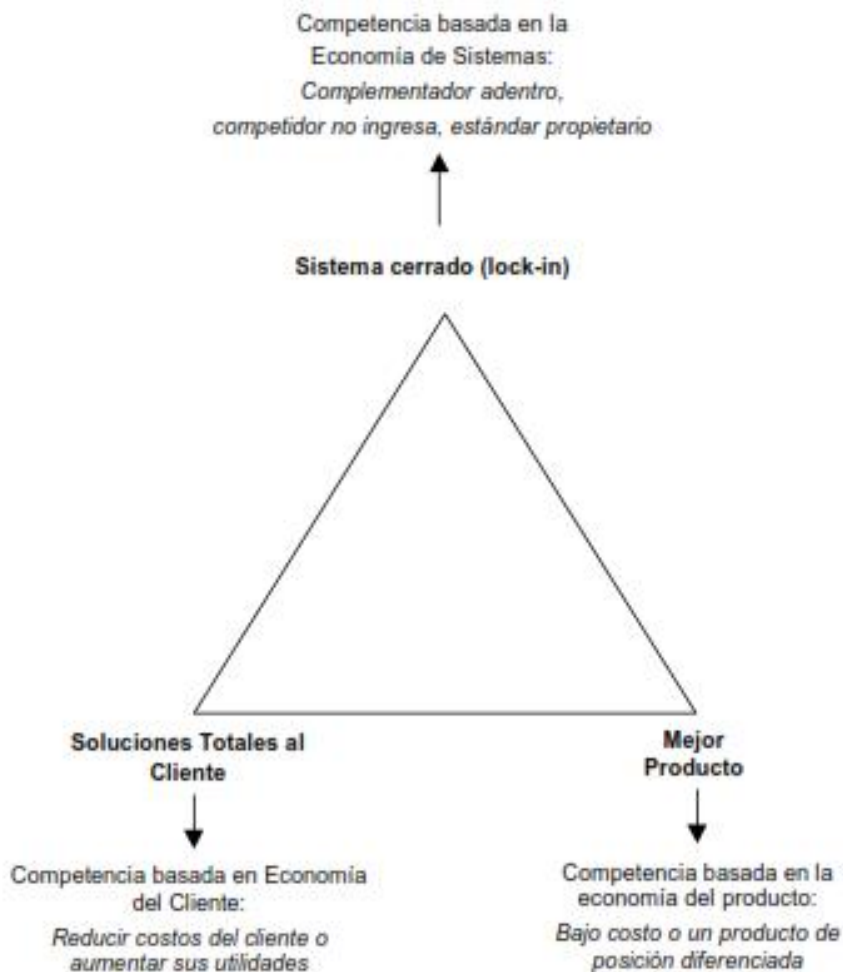 Competencia basada en la
Economía de Sistemas:
Complementador adentro,
competidor no ingresa, estándar propietario
Sistema cerrado (lock-in)
Soluciones Totales al
Cliente
Mejor
Producto
Competencia basada en Economía
del Cliente:
Reducir costos del cliente o
aumentar sus utilidades
Competencia basada en la
economía del producto:
Bajo costo o un producto de
posición diferenciada